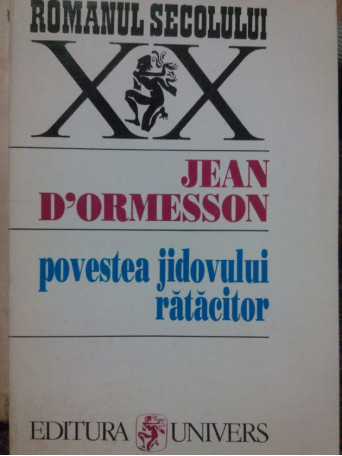 ROMANUL SECOLULUI
XX
JEAN
D'ORMESSON
povestea jidovului
rătăcitor
EDITURA UNIVERS